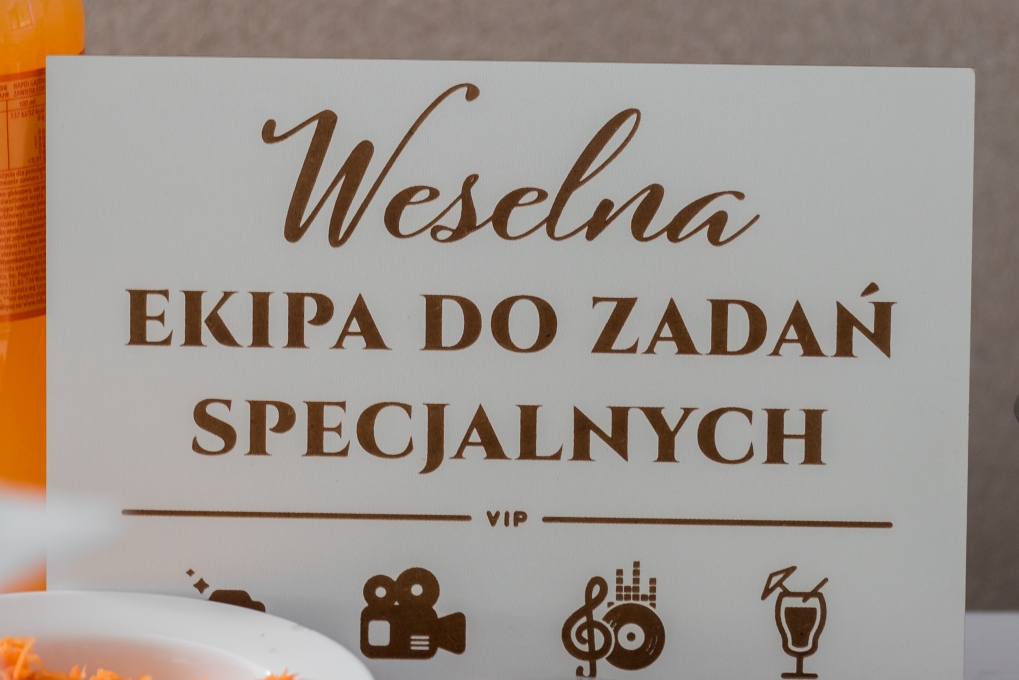 Weselna
EKIPA DO ZADAŃ
SPECJALNYCH
VIP